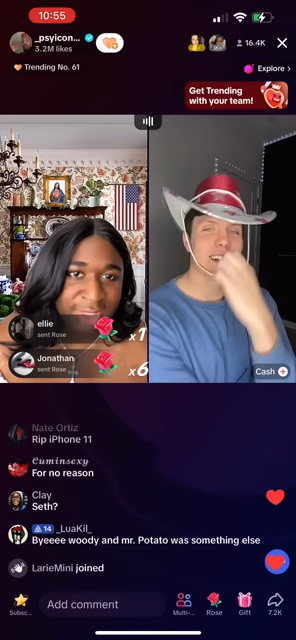 10:55
_psyicon...
3.2M likes
16.4K
Trending No. 61
Explore >
Get Trending
with your team!
ellie
sent Rose
x1
Jonathan
sent Rose
x6
Cash
Nate Ortiz
Rip iPhone 11
𝓒𝓾𝓶𝓲𝓷𝓼𝓮𝔁𝔂
For no reason
Clay
Seth?
14 _LuaKil_
Byeeee woody and mr. Potato was something else
LarieMini joined
Add comment
Subsc...
Multi-...
Rose
Gift
7.2K